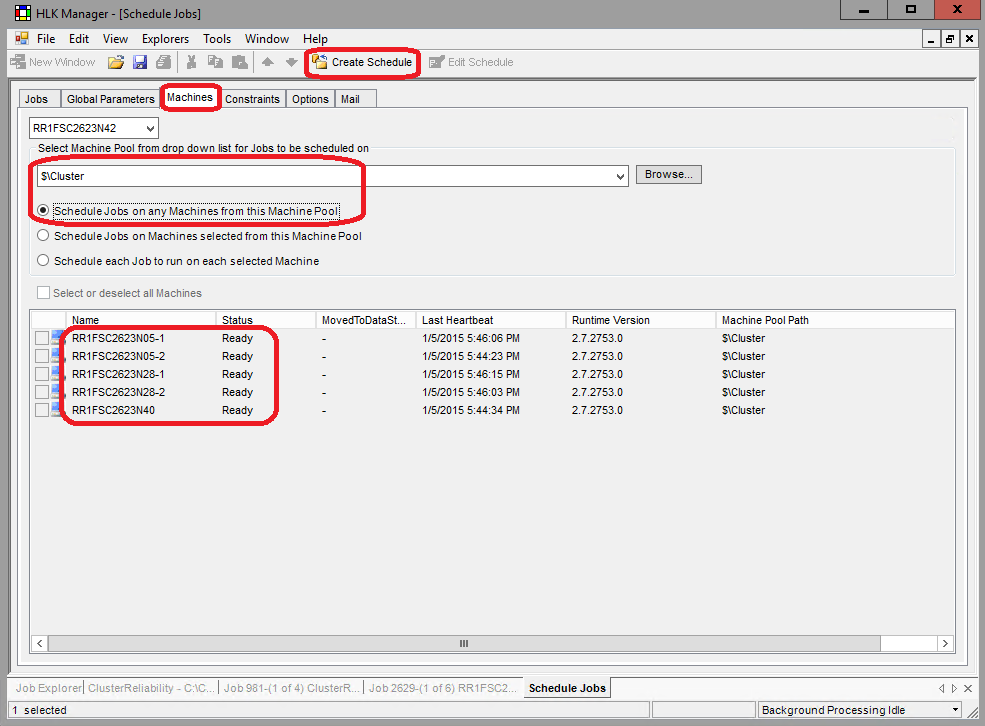 HLK Manager - [Schedule Jobs]
File Edit View Explorers Tools Window Help
New Window Create Schedule Edit Schedule
Jobs Global Parameters Machines Constraints Options Mail
RR1FSC2623N42
Select Machine Pool from drop down list for Jobs to be scheduled on
$\Cluster Browse...
Schedule Jobs on any Machines from this Machine Pool
Schedule Jobs on Machines selected from this Machine Pool
Schedule each Job to run on each selected Machine
Select or deselect all Machines
Name Status MovedToDataSt... Last Heartbeat Runtime Version Machine Pool Path
RR1FSC2623N05-1 Ready - 1/5/2015 5:46:06 PM 2.7.2753.0 $\Cluster
RR1FSC2623N05-2 Ready - 1/5/2015 5:44:23 PM 2.7.2753.0 $\Cluster
RR1FSC2623N28-1 Ready - 1/5/2015 5:46:15 PM 2.7.2753.0 $\Cluster
RR1FSC2623N28-2 Ready - 1/5/2015 5:46:03 PM 2.7.2753.0 $\Cluster
RR1FSC2623N40 Ready - 1/5/2015 5:44:34 PM 2.7.2753.0 $\Cluster
Job Explorer ClusterReliability - C:\C... Job 981-(1 of 4) ClusterR... Job 2629-(1 of 6) RR1FSC2... Schedule Jobs
1 selected Background Processing Idle